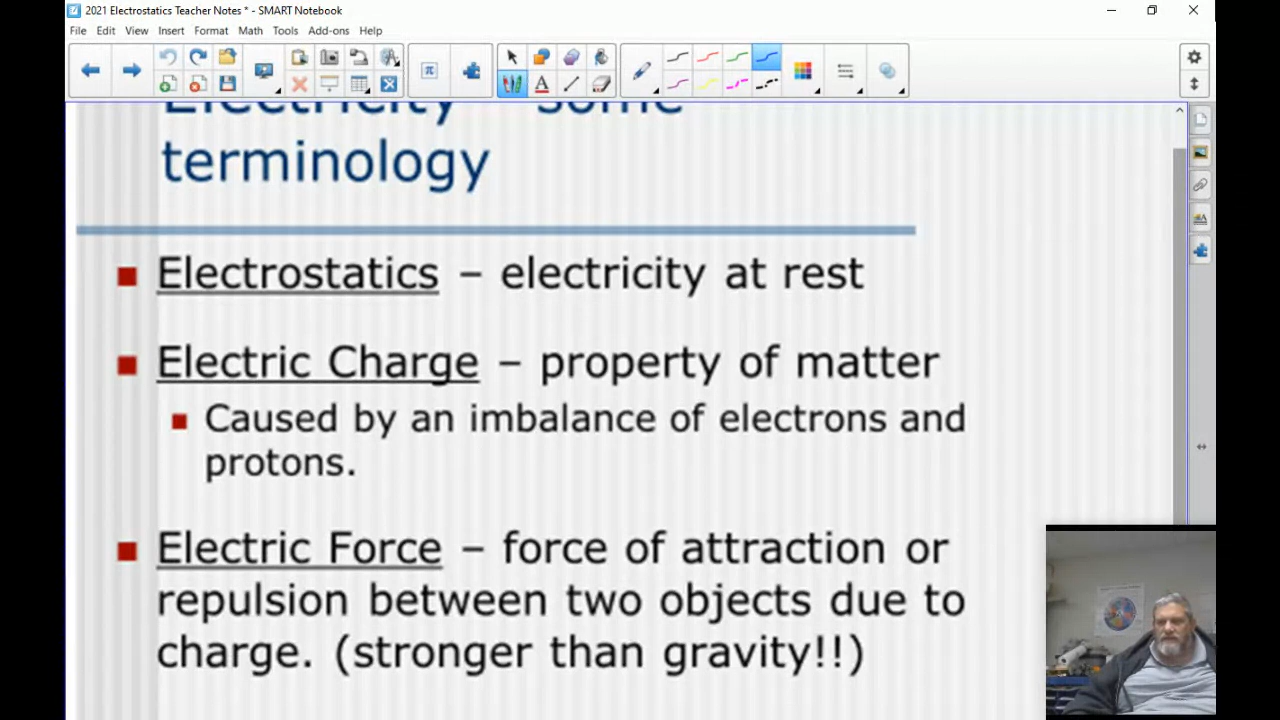 2021 Electrostatics Teacher Notes * - SMART Notebook
File Edit View Insert Format Math Tools Add-ons Help
Electricity some
terminology
Electrostatics – electricity at rest
Electric Charge – property of matter
Caused by an imbalance of electrons and
protons.
Electric Force – force of attraction or
repulsion between two objects due to
charge. (stronger than gravity!!)